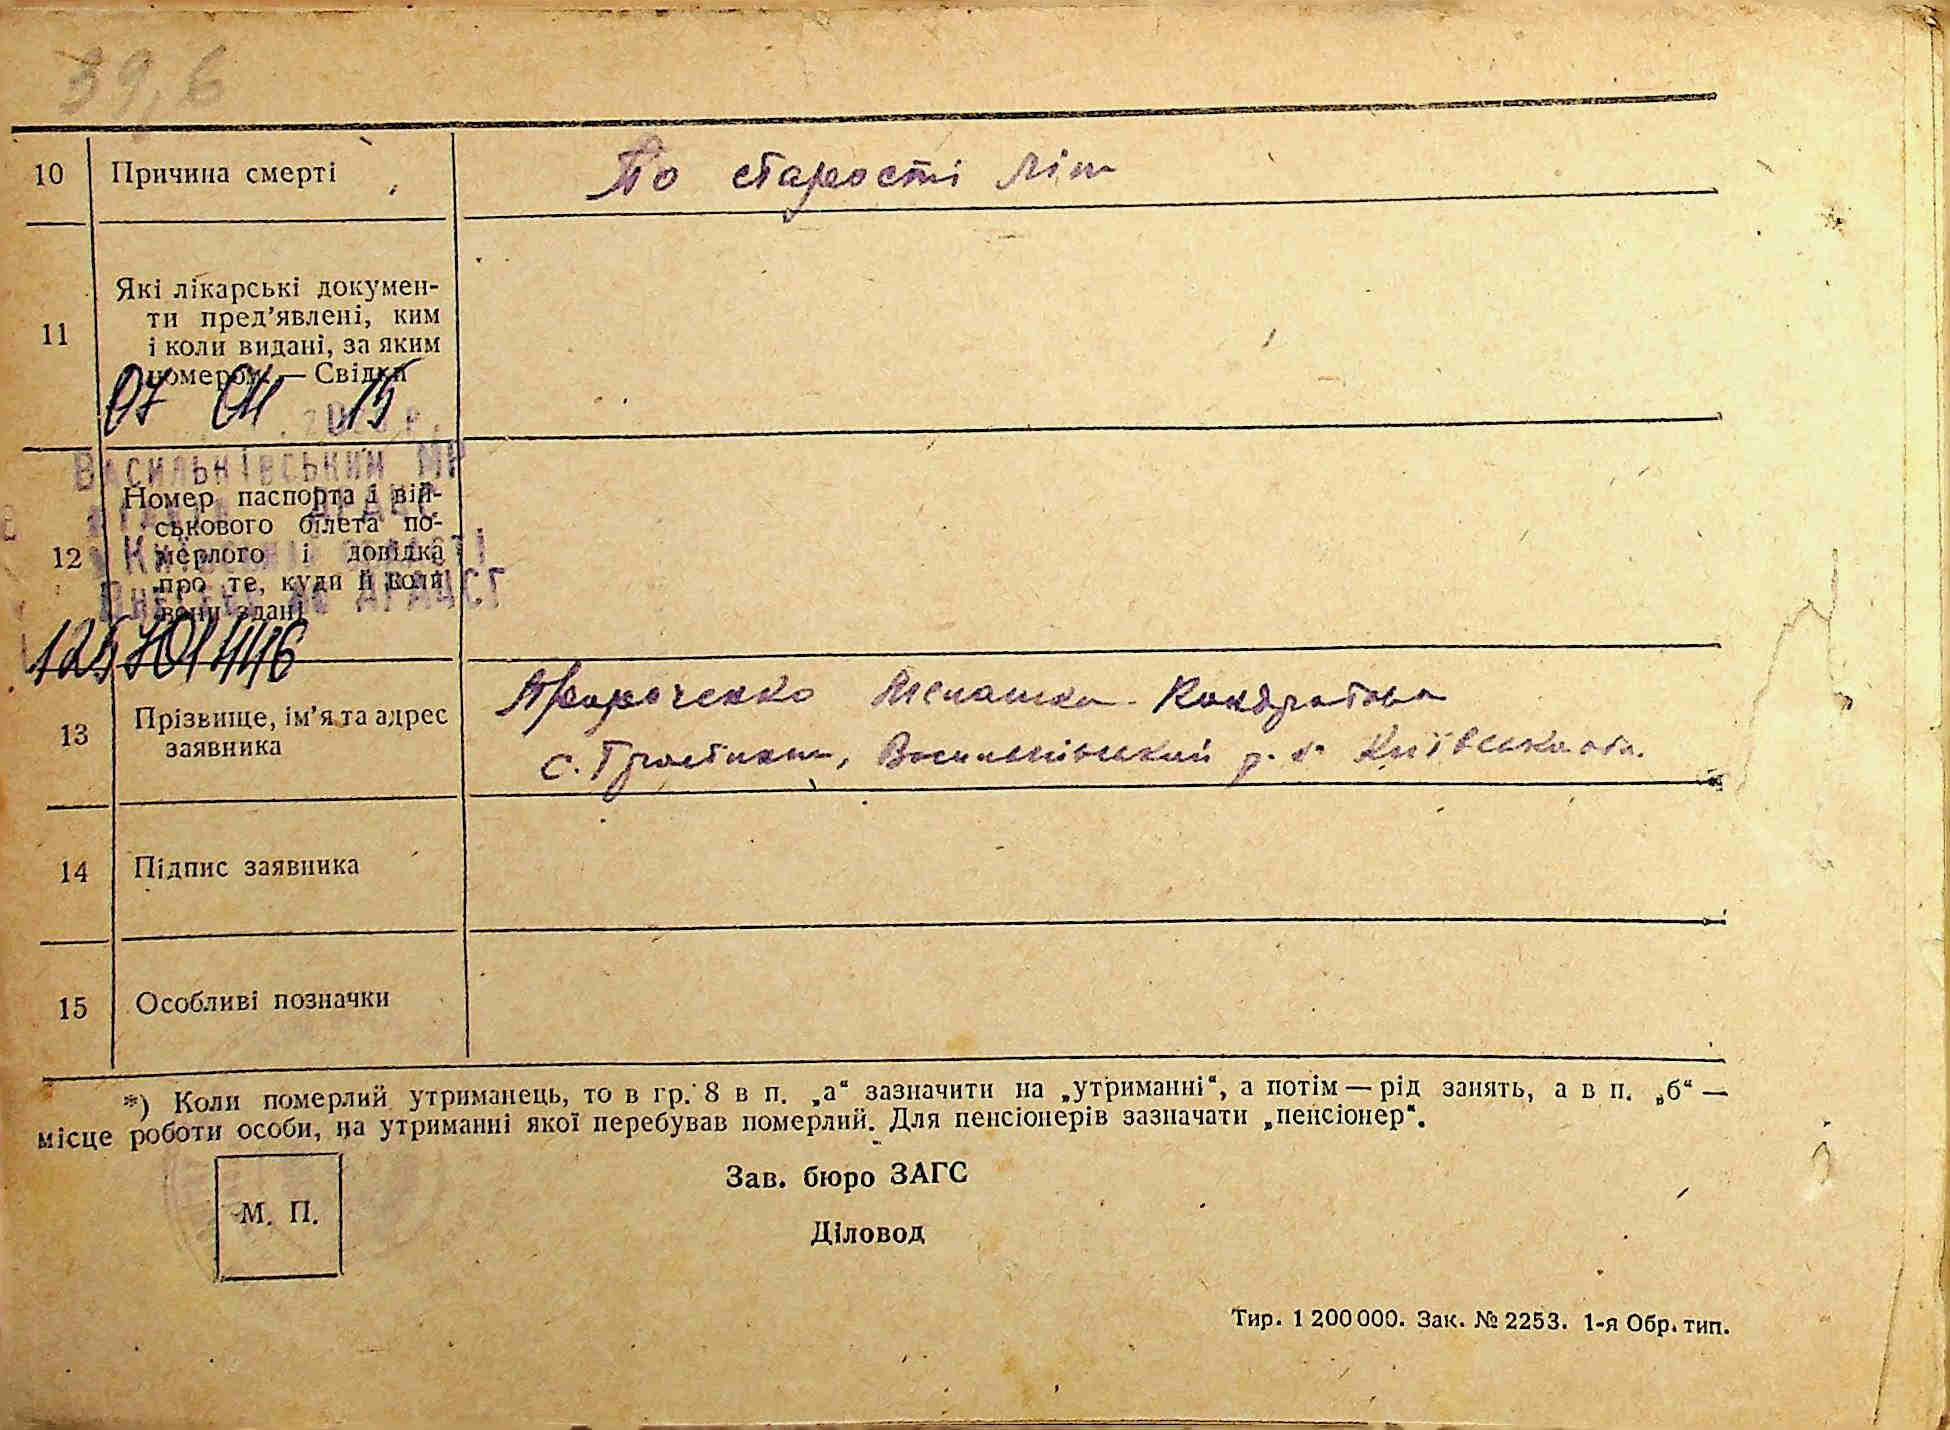 39,6
10 Причина смерті По старості літ
11 Які лікарські докумен-
ти пред’явлені, ким
і коли видані, за яким
номером. — Свідки
07 04 15
Васильківський МР
12 Номер паспорта і вій-
ськового білета по-
мерлого і довідка
про те, куди й коли
вони здані
13 Прізвище, ім’я та адрес
заявника
Кондратова
с. Васильківський р-н Київська обл.
14 Підпис заявника
15 Особливі позначки
*) Коли померлий утриманець, то в гр. 8 в п. „а“ зазначити на „утриманні“, а потім — рід занять, а в п. „б“ —
місце роботи особи, на утриманні якої перебував померлий. Для пенсіонерів зазначати „пенсіонер“.
Зав. бюро ЗАГС
М. П.
Діловод
Тир. 1 200 000. Зак. № 2253. 1-я Обр. тип.